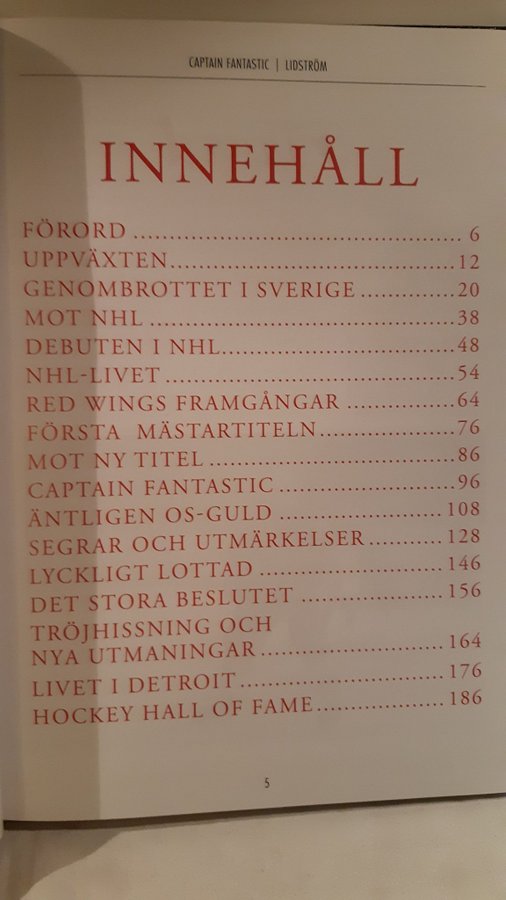 CAPTAIN FANTASTIC | LIDSTRÖM
INNEHÅLL
FÖRORD ............................................... 6
UPPVÄXTEN......................................... 12
GENOMBROTTET I SVERIGE ............. 20
MOT NHL ............................................ 38
DEBUTEN I NHL.................................. 48
NHL-LIVET .......................................... 54
RED WINGS FRAMGÅNGAR ............... 64
FÖRSTA MÄSTARTITELN.................... 76
MOT NY TITEL .................................... 86
CAPTAIN FANTASTIC .......................... 96
ÄNTLIGEN OS-GULD ........................ 108
SEGRAR OCH UTMÄRKELSER........... 128
LYCKLIGT LOTTAD ........................... 146
DET STORA BESLUTET ..................... 156
TRÖJHISSNING OCH
NYA UTMANINGAR ........................... 164
LIVET I DETROIT.............................. 176
HOCKEY HALL OF FAME................... 186
5